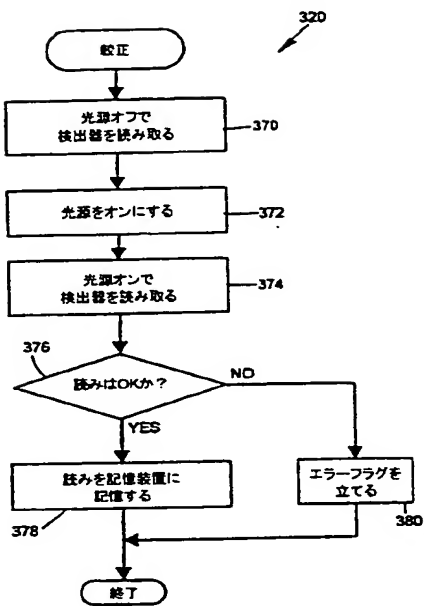 320
較正
光源オフで
検出器を読み取る
370
光源をオンにする
372
光源オンで
検出器を読み取る
374
376
読みはOKか？
NO
YES
読みを記憶装置に
記憶する
378
エラーフラグを
立てる
380
終了